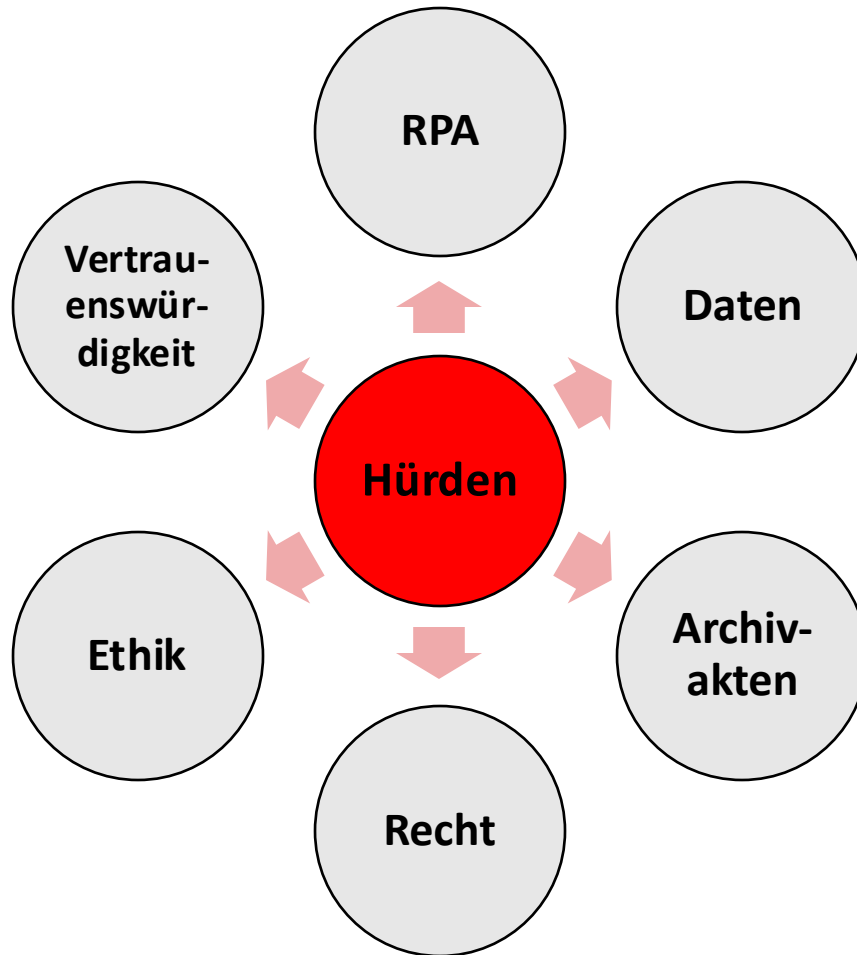 RPA
Vertrau-
enswür-
digkeit
Daten
Hürden
Ethik
Archiv-
akten
Recht